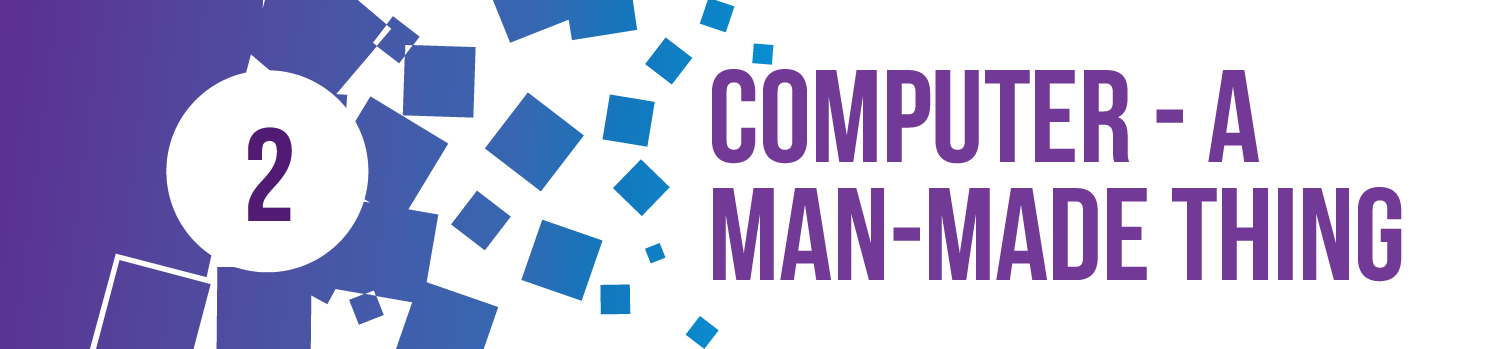 2
COMPUTER - A
MAN-MADE THING